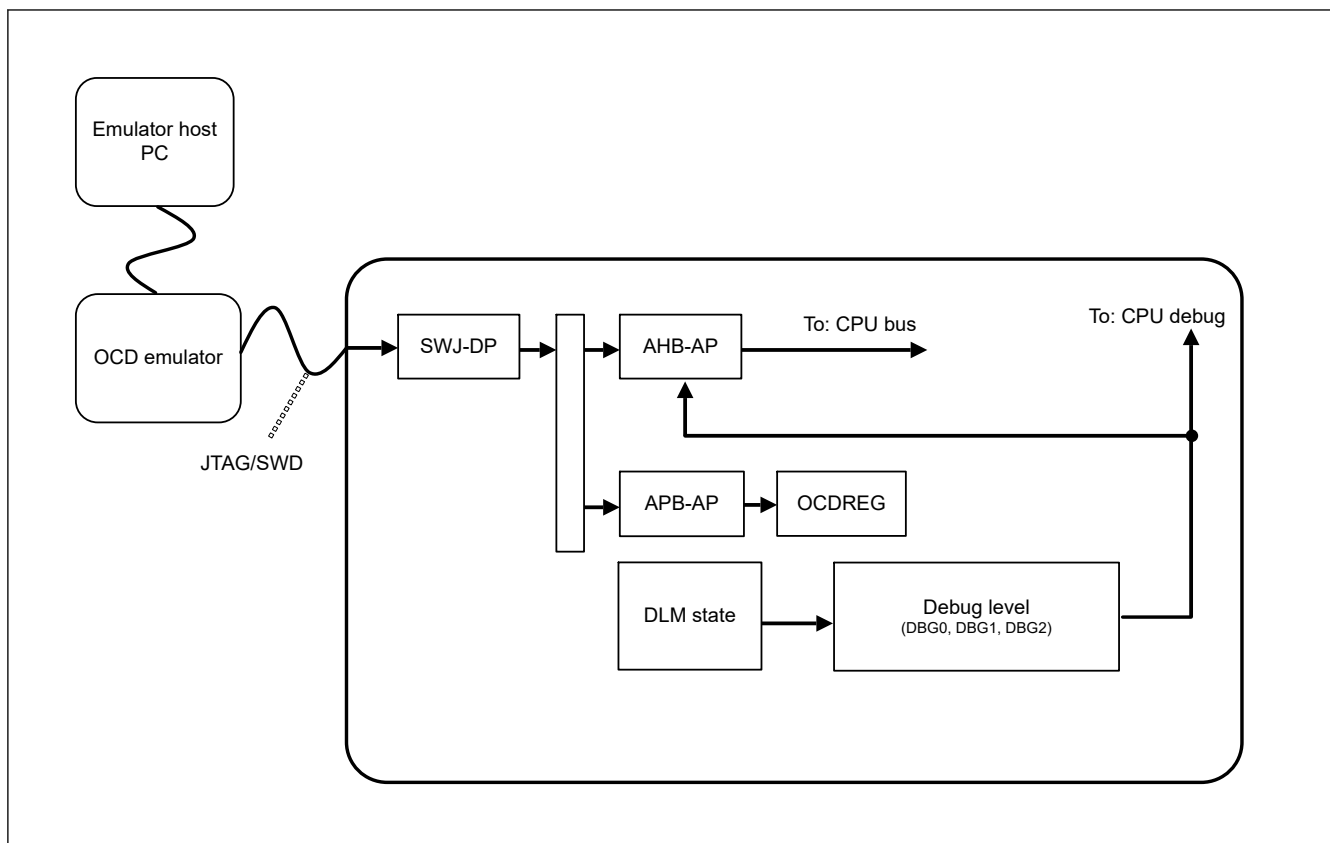 Emulator host
PC
OCD emulator
JTAG/SWD
SWJ-DP
AHB-AP
To: CPU bus
To: CPU debug
APB-AP
OCDREG
DLM state
Debug level
(DBG0, DBG1, DBG2)